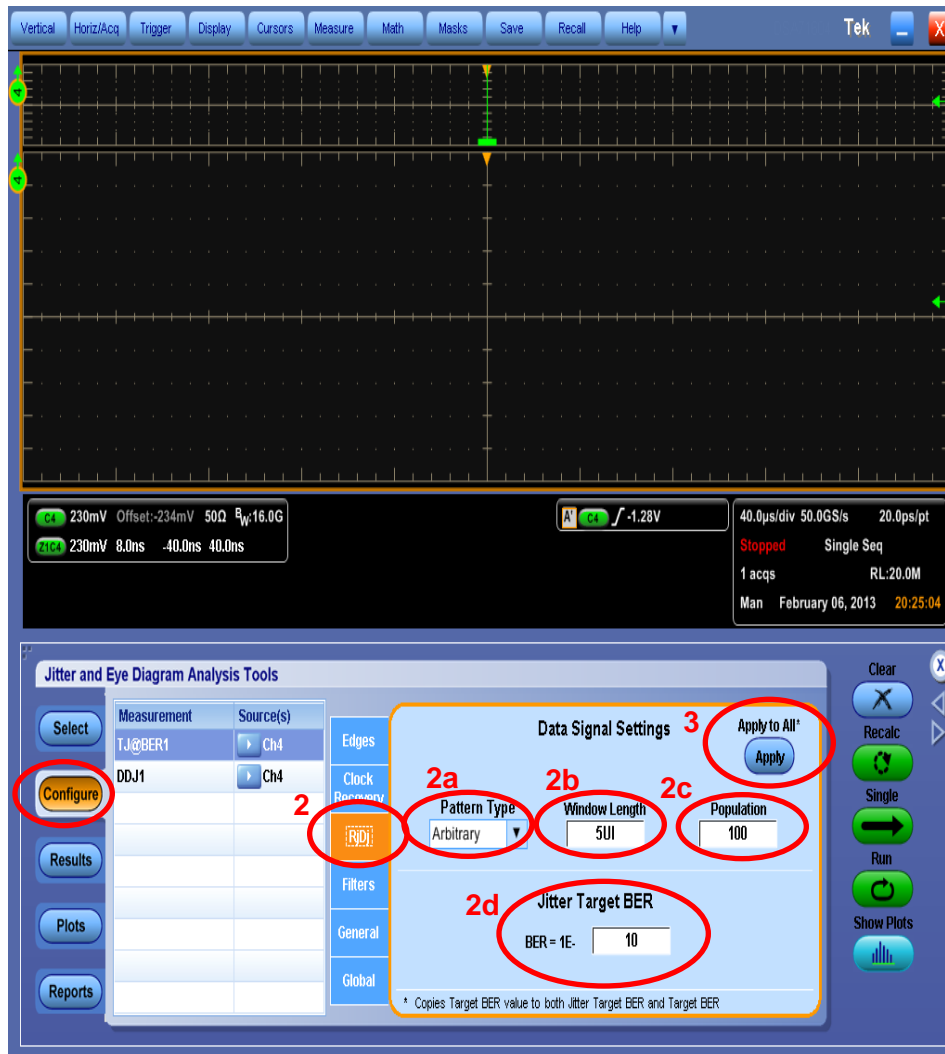 Vertical Horiz/Acq Trigger Display Cursors Measure Math Masks Save Recall Help Tek X
4
4
C4 230mV Offset:-234mV 50Ω BW:16.0G
Z1C4 230mV 8.0ns -40.0ns 40.0ns
A' C4 -1.28V
40.0µs/div 50.0GS/s 20.0ps/pt
Stopped Single Seq
1 acqs RL:20.0M
Man February 06, 2013 20:25:04
Jitter and Eye Diagram Analysis Tools
Select
Configure
Results
Plots
Reports
Measurement Source(s)
TJ@BER1 Ch4
DDJ1 Ch4
Edges
Clock
Recovery
2
RjDj
Filters
General
Global
Data Signal Settings
3
Apply to All*
Apply
2a
Pattern Type
Arbitrary
2b
Window Length
5UI
2c
Population
100
2d
Jitter Target BER
BER = 1E- 10
* Copies Target BER value to both Jitter Target BER and Target BER
Clear
X
Recalc
Single
Run
Show Plots